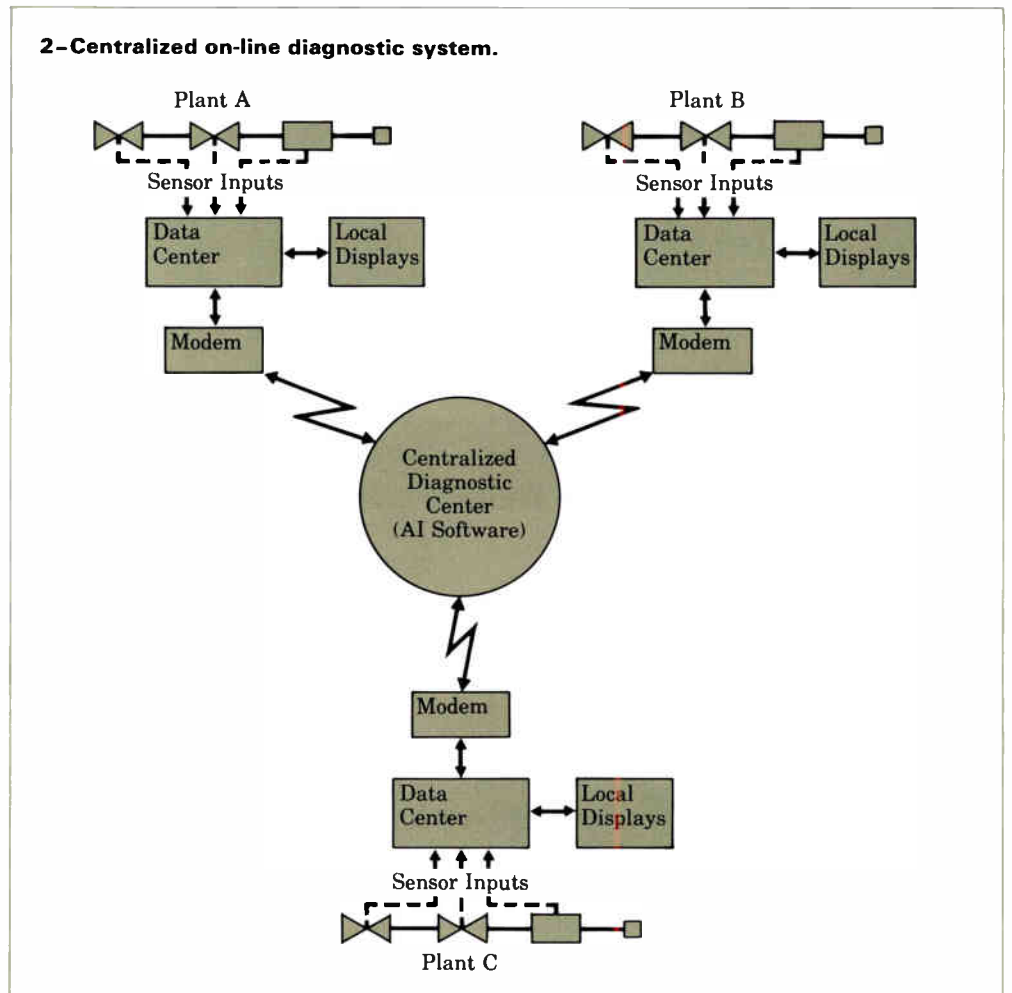 2–Centralized on-line diagnostic system.
Plant A
Sensor Inputs
Data
Center
Local
Displays
Modem
Plant B
Sensor Inputs
Data
Center
Local
Displays
Modem
Centralized
Diagnostic
Center
(AI Software)
Modem
Data
Center
Local
Displays
Sensor Inputs
Plant C